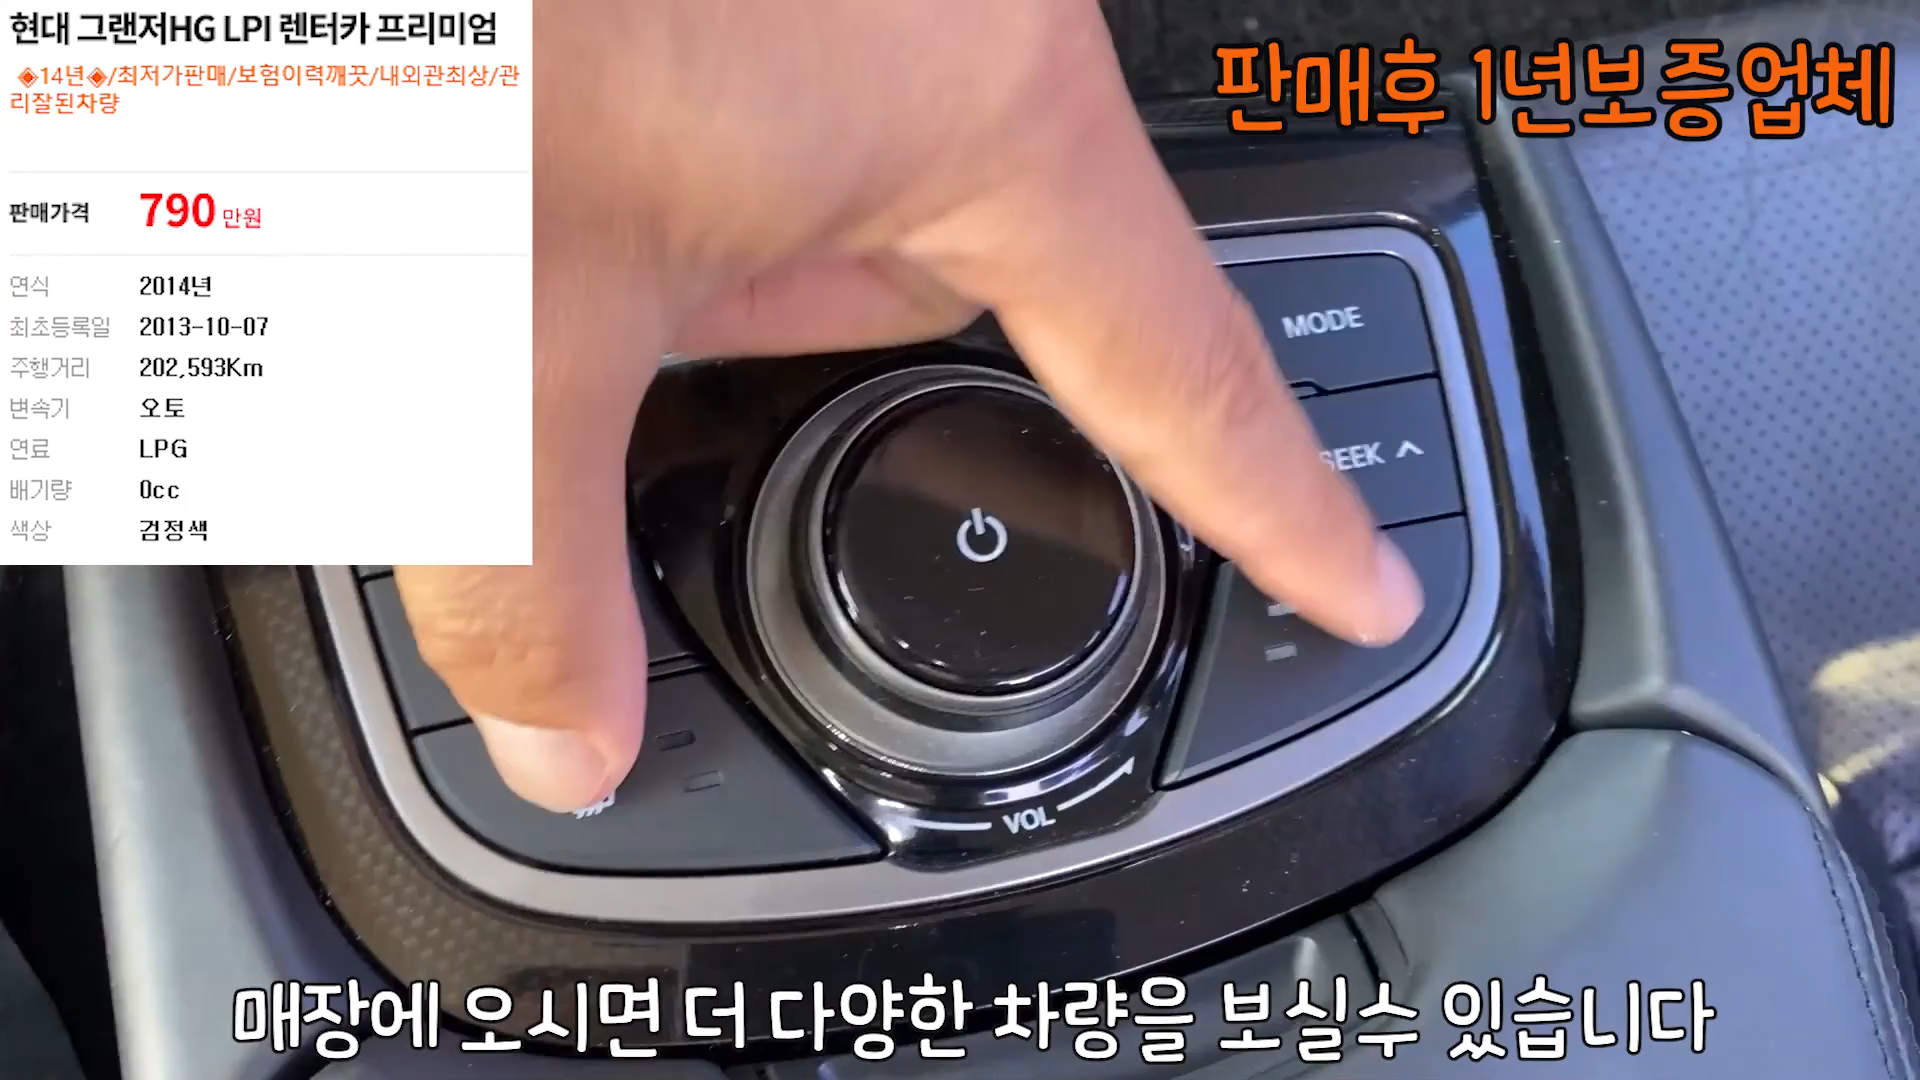 현대 그랜저HG LPI 렌터카 프리미엄
◈14년◈/최저가판매/보험이력깨끗/내외관최상/관
리잘된차량
판매가격 790 만원
연식 2014년
최초등록일 2013-10-07
주행거리 202,593Km
변속기 오토
연료 LPG
배기량 0cc
색상 검정색
판매후 1년보증업체
MODE
SEEK ^
VOL
매장에 오시면 더 다양한 차량을 보실수 있습니다